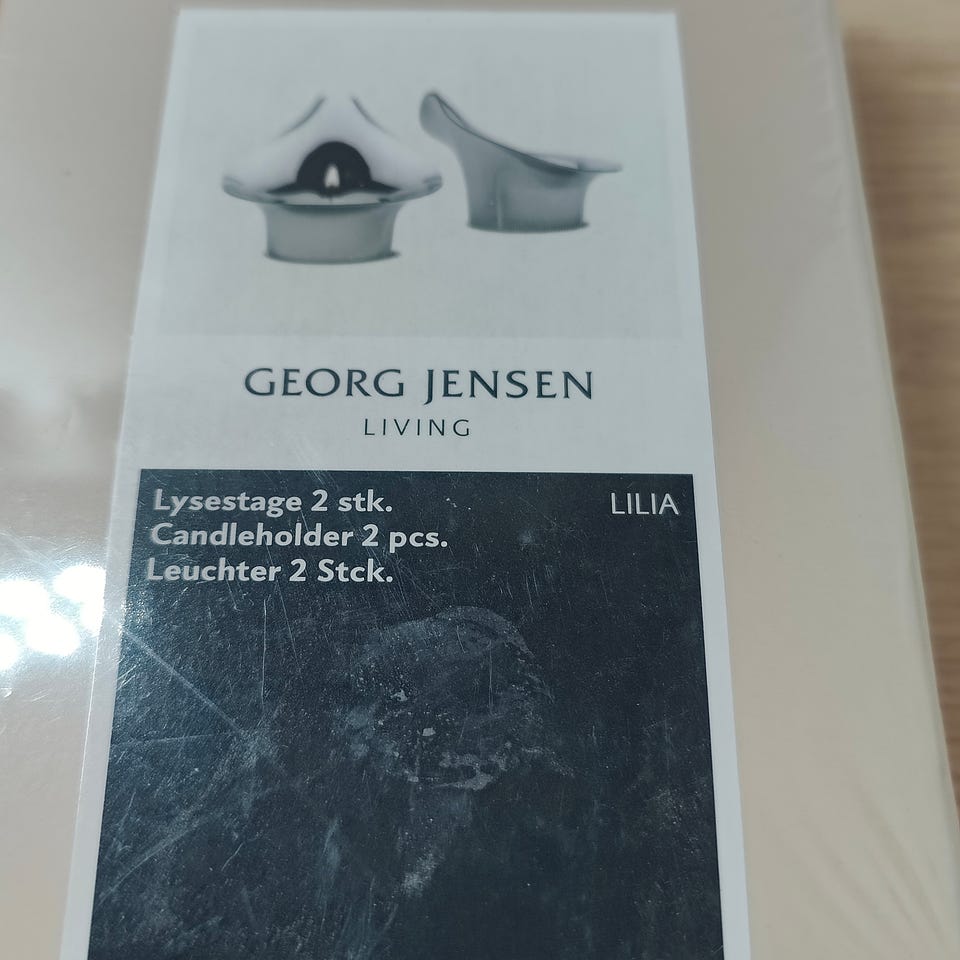 GEORG JENSEN
LIVING
Lysestage 2 stk.
LILIA
Candleholder 2 pcs.
Leuchter 2 Stck.